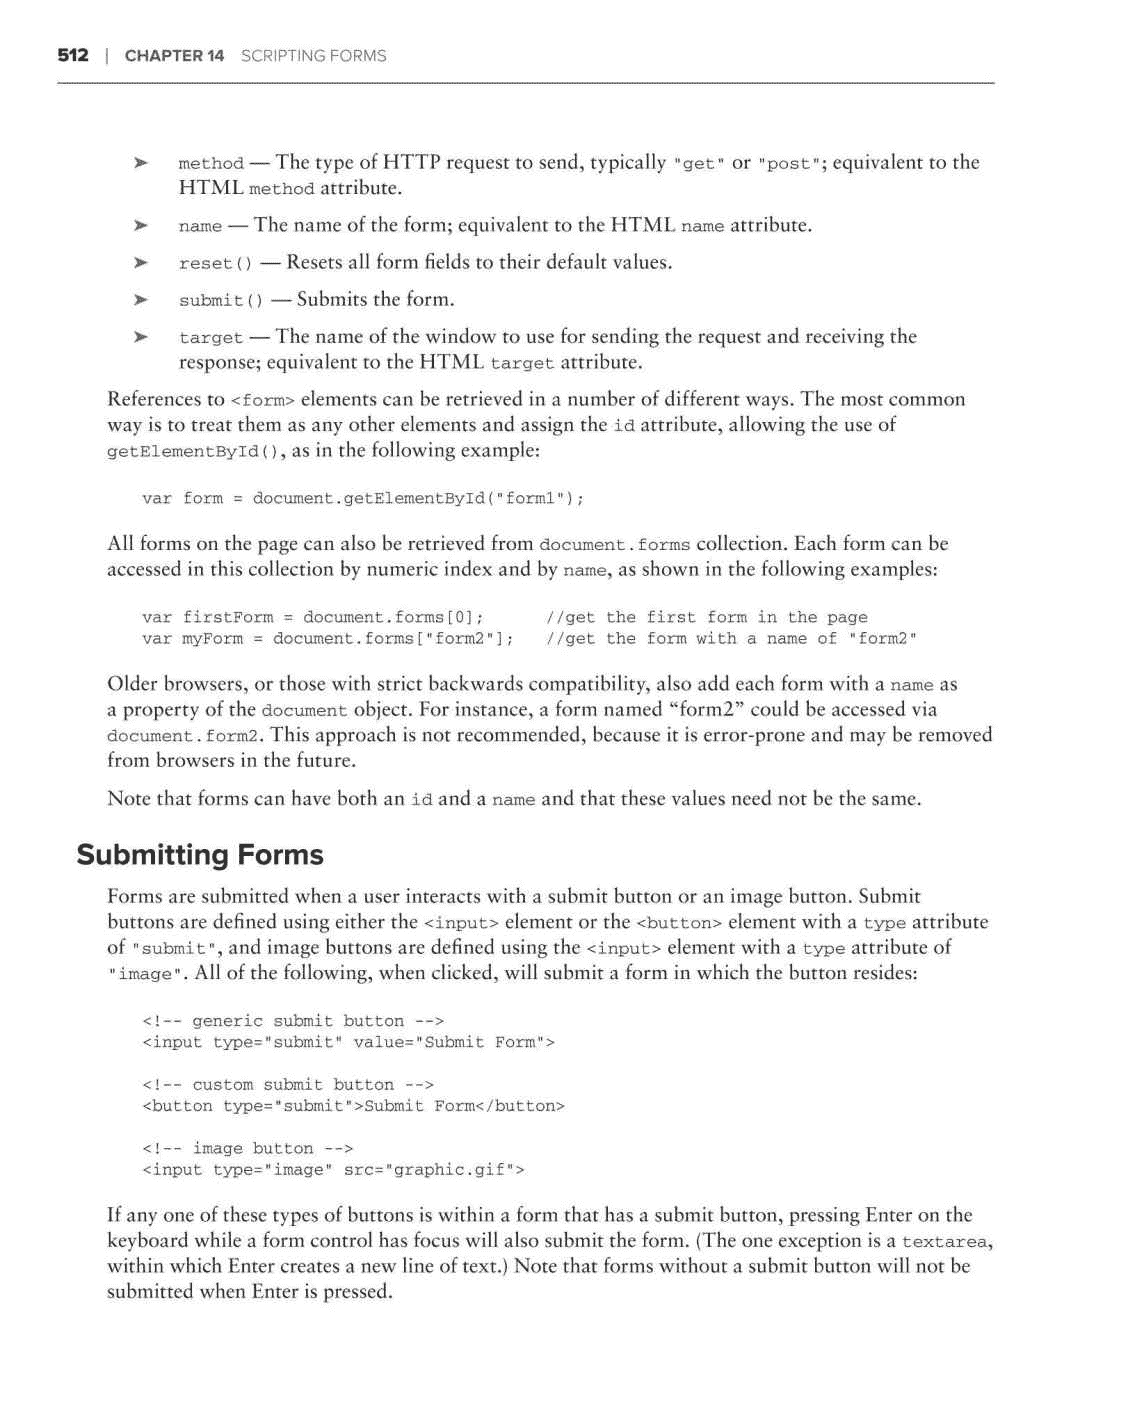 512 | CHAPTER 14 SCRIPTING FORMS
➤ method — The type of HTTP request to send, typically "get" or "post"; equivalent to the
HTML method attribute.
➤ name — The name of the form; equivalent to the HTML name attribute.
➤ reset() — Resets all form fields to their default values.
➤ submit() — Submits the form.
➤ target — The name of the window to use for sending the request and receiving the
response; equivalent to the HTML target attribute.
References to <form> elements can be retrieved in a number of different ways. The most common
way is to treat them as any other elements and assign the id attribute, allowing the use of
getElementById(), as in the following example:
var form = document.getElementById("form1");
All forms on the page can also be retrieved from document.forms collection. Each form can be
accessed in this collection by numeric index and by name, as shown in the following examples:
var firstForm = document.forms[0]; //get the first form in the page
var myForm = document.forms["form2"]; //get the form with a name of "form2"
Older browsers, or those with strict backwards compatibility, also add each form with a name as
a property of the document object. For instance, a form named “form2” could be accessed via
document.form2. This approach is not recommended, because it is error-prone and may be removed
from browsers in the future.
Note that forms can have both an id and a name and that these values need not be the same.
Submitting Forms
Forms are submitted when a user interacts with a submit button or an image button. Submit
buttons are defined using either the <input> element or the <button> element with a type attribute
of "submit", and image buttons are defined using the <input> element with a type attribute of
"image". All of the following, when clicked, will submit a form in which the button resides:
<!-- generic submit button -->
<input type="submit" value="Submit Form">
<!-- custom submit button -->
<button type="submit">Submit Form</button>
<!-- image button -->
<input type="image" src="graphic.gif">
If any one of these types of buttons is within a form that has a submit button, pressing Enter on the
keyboard while a form control has focus will also submit the form. (The one exception is a textarea,
within which Enter creates a new line of text.) Note that forms without a submit button will not be
submitted when Enter is pressed.